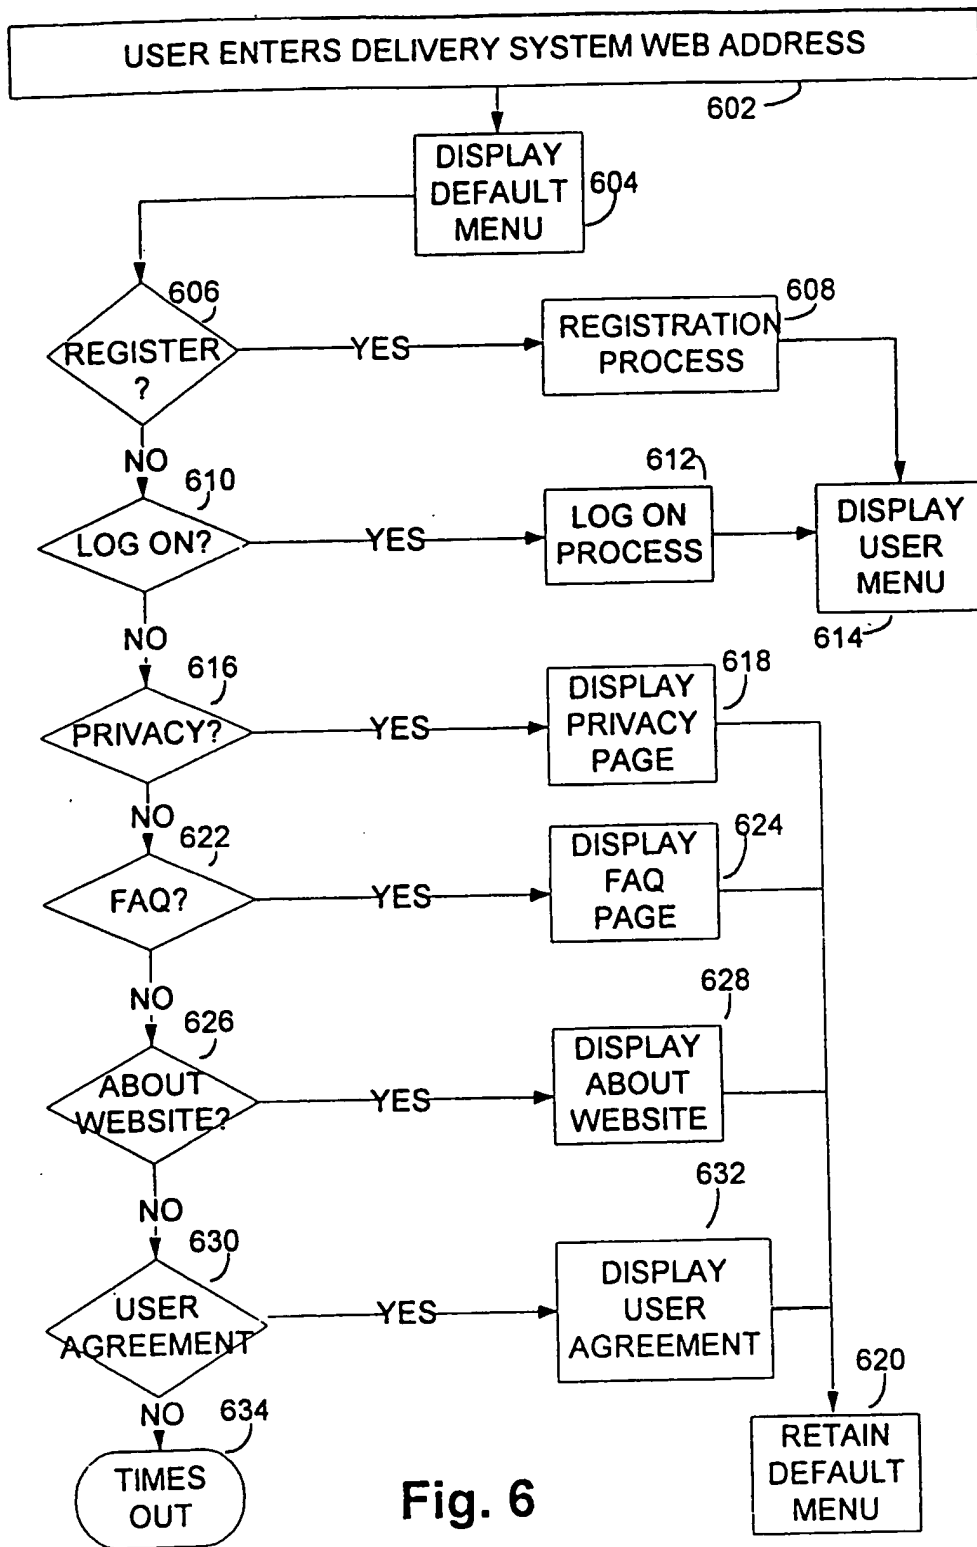 USER ENTERS DELIVERY SYSTEM WEB ADDRESS
602
DISPLAY
DEFAULT
MENU
604
606
REGISTER
?
YES
REGISTRATION
PROCESS
608
NO
610
LOG ON?
YES
612
LOG ON
PROCESS
DISPLAY
USER
MENU
614
NO
616
PRIVACY?
YES
DISPLAY
PRIVACY
PAGE
618
NO
622
FAQ?
YES
DISPLAY
FAQ
PAGE
624
NO
626
ABOUT
WEBSITE?
YES
DISPLAY
ABOUT
WEBSITE
628
NO
630
USER
AGREEMENT
YES
DISPLAY
USER
AGREEMENT
632
NO
634
TIMES
OUT
620
RETAIN
DEFAULT
MENU
Fig. 6